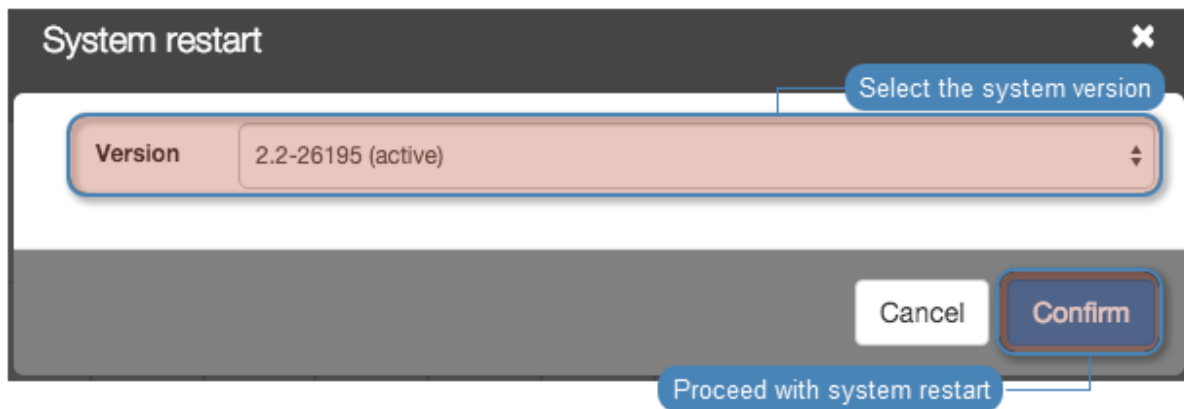 System restart
Select the system version
Version 2.2-26195 (active)
Cancel Confirm
Proceed with system restart